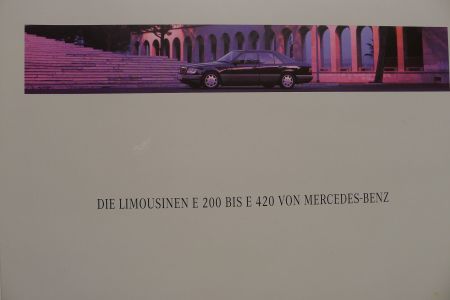 DIE LIMOUSINEN E 200 BIS E 420 VON MERCEDES-BENZ